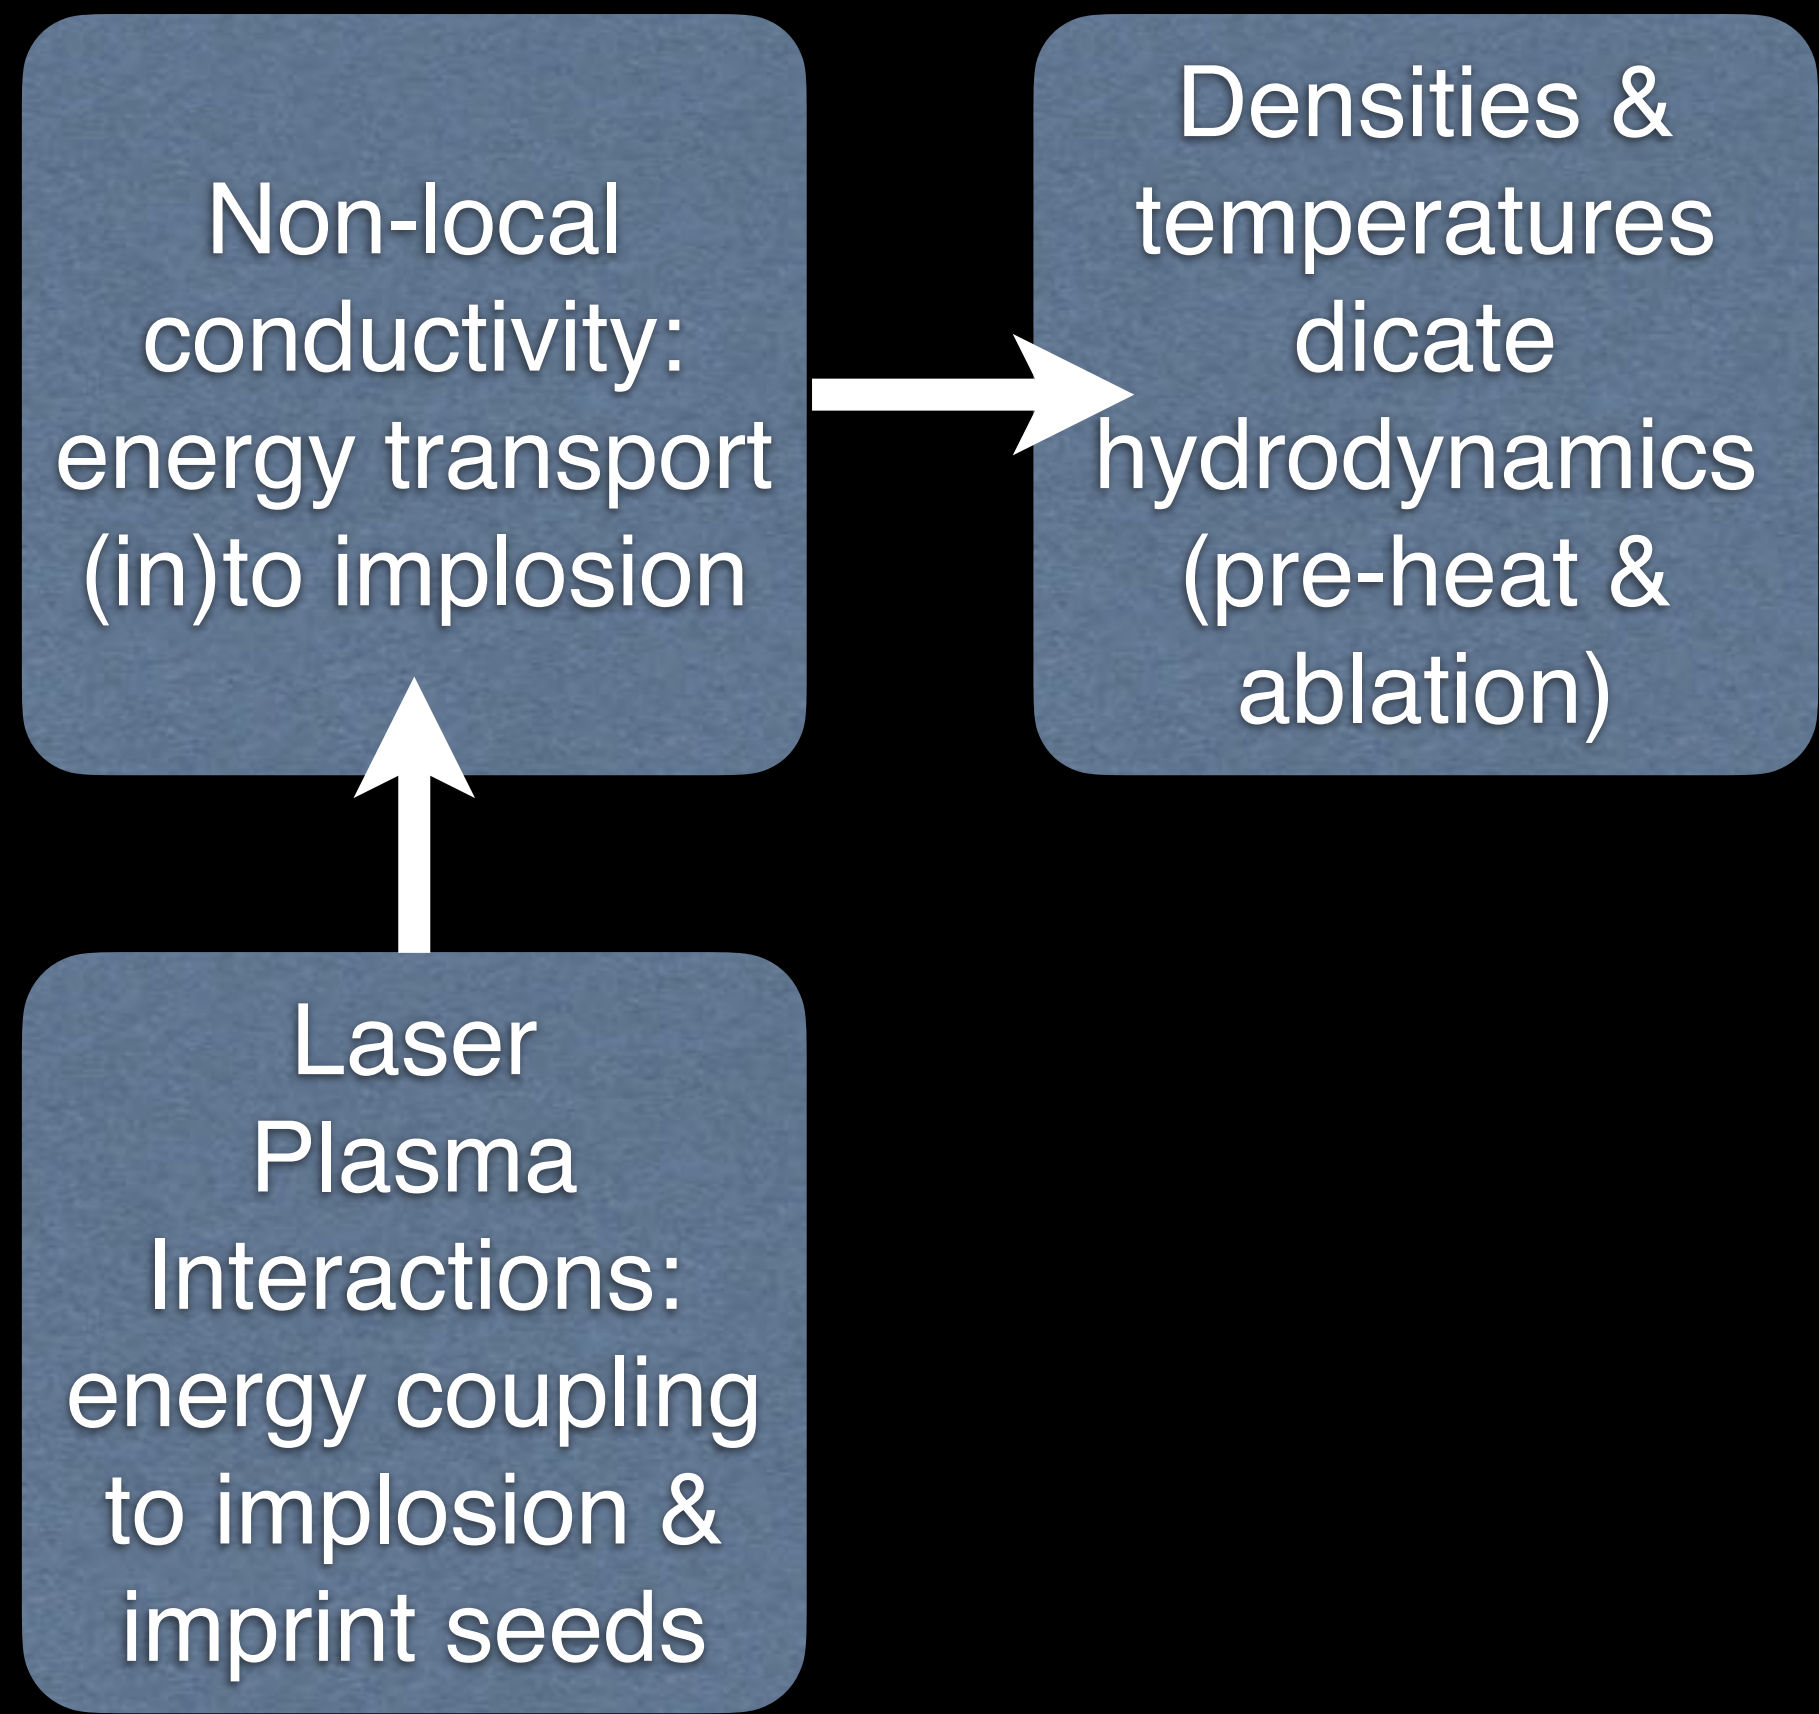 Non-local
conductivity:
energy transport
(in)to implosion
Densities &
temperatures
dicate
hydrodynamics
(pre-heat &
ablation)
Laser
Plasma
Interactions:
energy coupling
to implosion &
imprint seeds